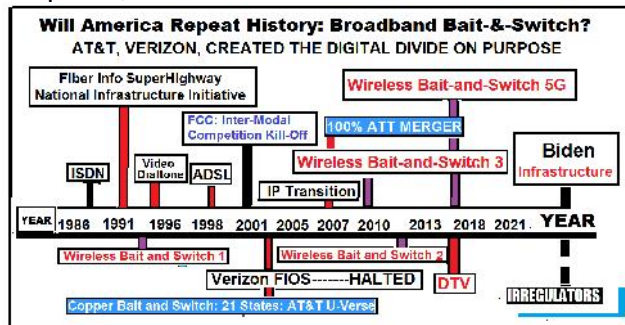 Will America Repeat History: Broadband Bait-&-Switch?
AT&T, VERIZON, CREATED THE DIGITAL DIVIDE ON PURPOSE
Fiber Info SuperHighway
National Infrastructure Initiative
Wireless Bait-and-Switch 5G
FCC: Inter-Modal
Competition Kill-Off
100% ATT MERGER
Wireless Bait-and-Switch 3
Biden
Infrastructure
ISDN
Video
Dialtone
ADSL
IP Transition
YEAR 1986 1991 1996 1998 2001 2005 2007 2010 2013 2018 2021 YEAR
Wireless Bait and Switch 1
Wireless Bait and Switch 2
Verizon FIOS-------HALTED
DTV
IRREGULATORS
Copper Bait and Switch: 21 States: AT&T U-Verse